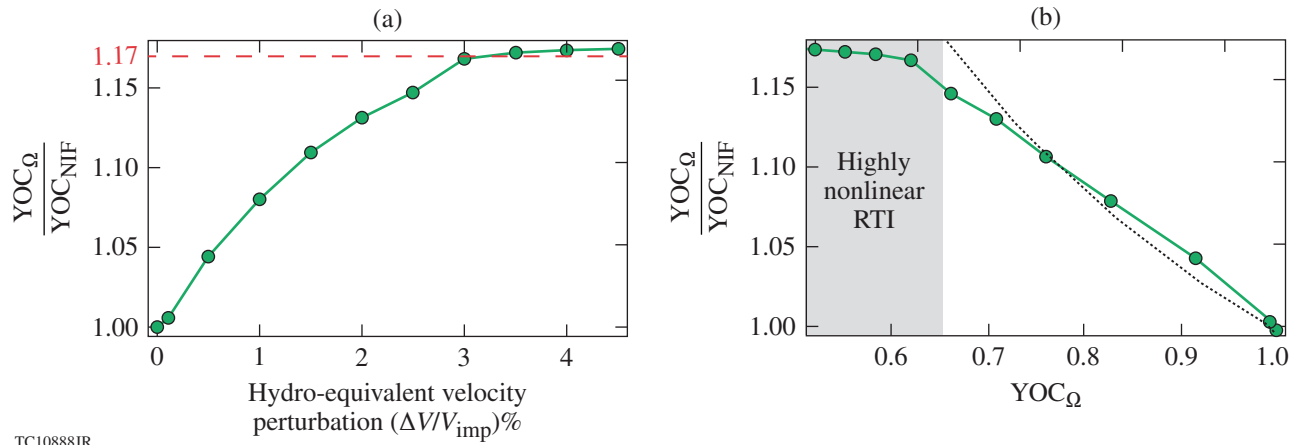 (a)
1.17
1.15
1.10
1.05
1.00
YOC_Ω
YOC_NIF
0 1 2 3 4
Hydro-equivalent velocity
perturbation (ΔV/V_imp)%
TC10888JR
(b)
1.15
1.10
1.05
1.00
YOC_Ω
YOC_NIF
Highly
nonlinear
RTI
0.6 0.7 0.8 0.9 1.0
YOC_Ω